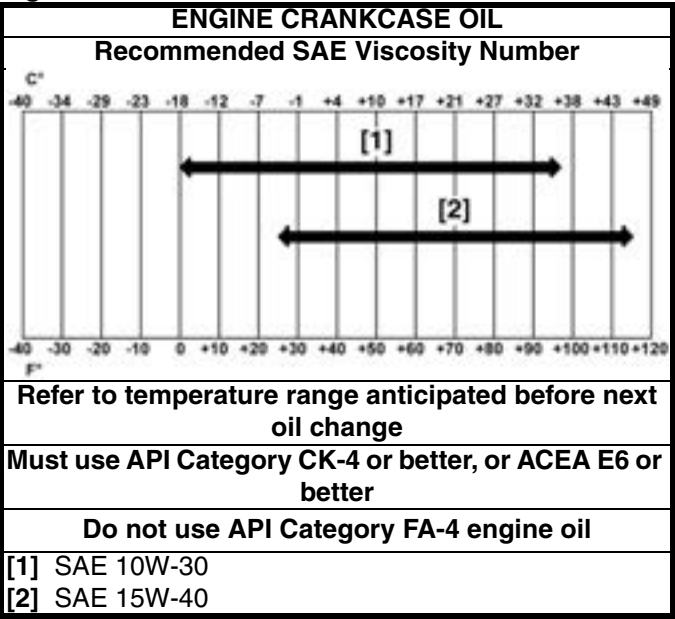 ENGINE CRANKCASE OIL
Recommended SAE Viscosity Number
C°
-40 -34 -29 -23 -18 -12 -7 -1 +4 +10 +17 +21 +27 +32 +38 +43 +49
[1]
[2]
-40 -30 -20 -10 0 +10 +20 +30 +40 +50 +60 +70 +80 +90 +100 +110 +120
F°
Refer to temperature range anticipated before next
oil change
Must use API Category CK-4 or better, or ACEA E6 or
better
Do not use API Category FA-4 engine oil
[1] SAE 10W-30
[2] SAE 15W-40